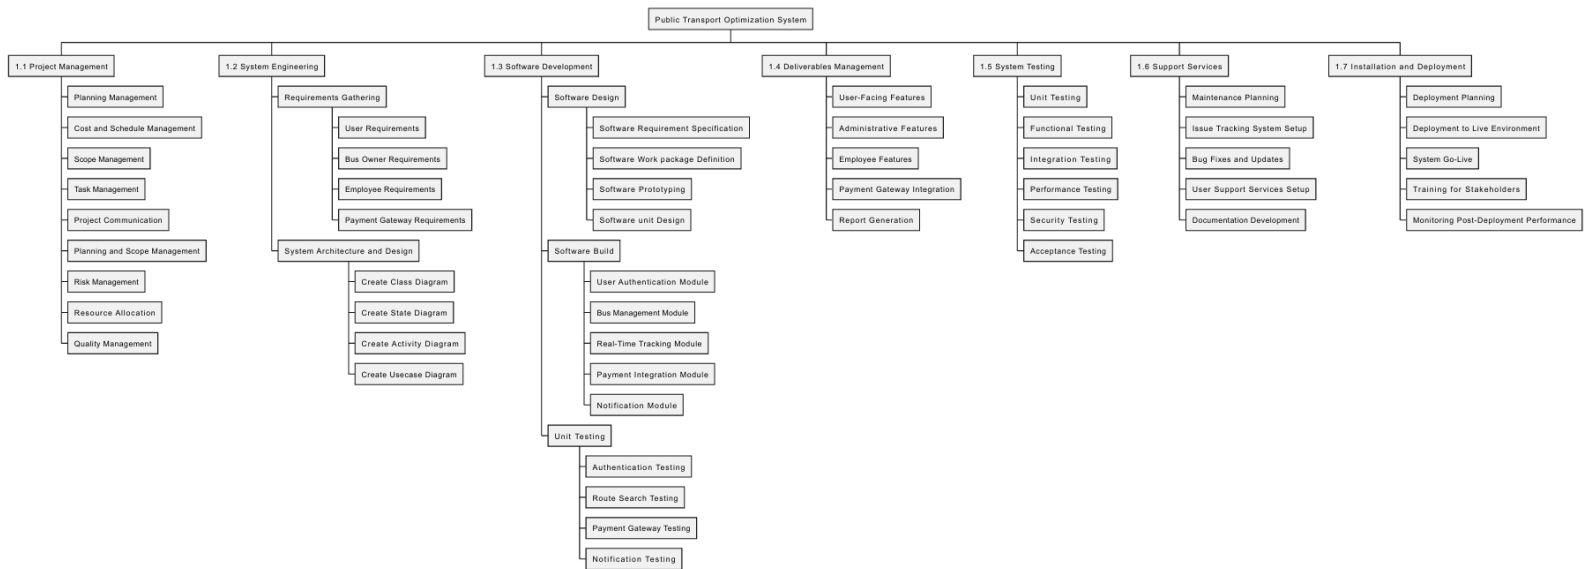 Public Transport Optimization System
1.1 Project Management
Planning Management
Cost and Schedule Management
Scope Management
Task Management
Project Communication
Planning and Scope Management
Risk Management
Resource Allocation
Quality Management
1.2 System Engineering
Requirements Gathering
User Requirements
Bus Owner Requirements
Employee Requirements
Payment Gateway Requirements
System Architecture and Design
Create Class Diagram
Create State Diagram
Create Activity Diagram
Create Usecase Diagram
1.3 Software Development
Software Design
Software Requirement Specification
Software Work package Definition
Software Prototyping
Software unit Design
Software Build
User Authentication Module
Bus Management Module
Real-Time Tracking Module
Payment Integration Module
Notification Module
Unit Testing
Authentication Testing
Route Search Testing
Payment Gateway Testing
Notification Testing
1.4 Deliverables Management
User-Facing Features
Administrative Features
Employee Features
Payment Gateway Integration
Report Generation
1.5 System Testing
Unit Testing
Functional Testing
Integration Testing
Performance Testing
Security Testing
Acceptance Testing
1.6 Support Services
Maintenance Planning
Issue Tracking System Setup
Bug Fixes and Updates
User Support Services Setup
Documentation Development
1.7 Installation and Deployment
Deployment Planning
Deployment to Live Environment
System Go-Live
Training for Stakeholders
Monitoring Post-Deployment Performance